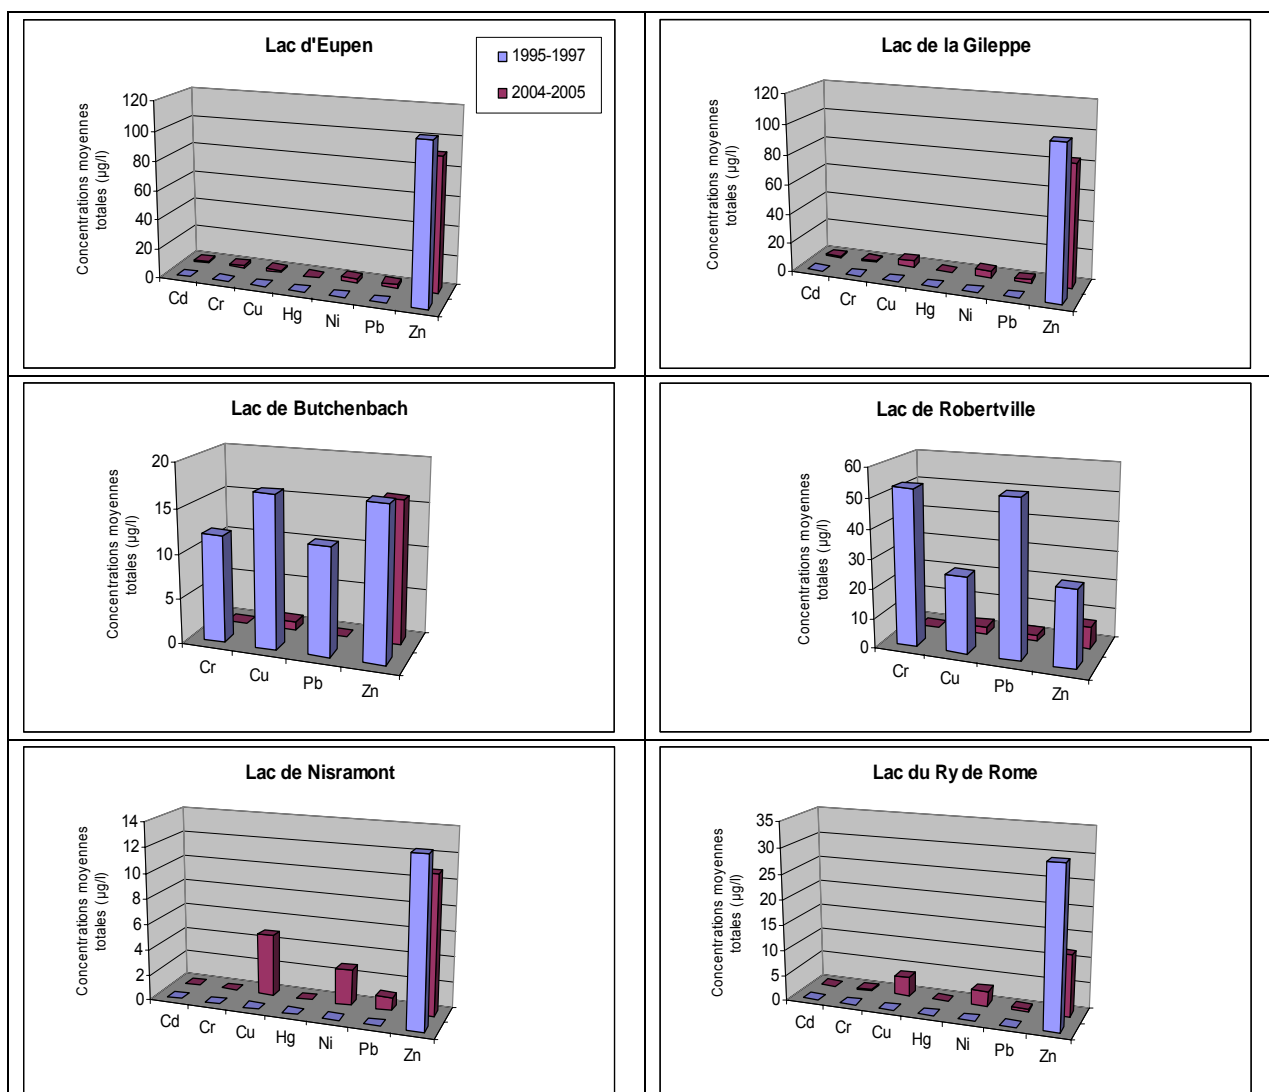 Lac d'Eupen
1995-1997
2004-2005
Concentrations moyennes
totales (µg/l)
120
100
80
60
40
20
0
Cd Cr Cu Hg Ni Pb Zn
Lac de la Gileppe
Concentrations moyennes
totales (µg/l)
120
100
80
60
40
20
0
Cd Cr Cu Hg Ni Pb Zn
Lac de Butchenbach
Concentrations moyennes
totales (µg/l)
20
15
10
5
0
Cr Cu Pb Zn
Lac de Robertville
Concentrations moyennes
totales (µg/l)
60
50
40
30
20
10
0
Cr Cu Pb Zn
Lac de Nisramont
Concentrations moyennes
totales (µg/l)
14
12
10
8
6
4
2
0
Cd Cr Cu Hg Ni Pb Zn
Lac du Ry de Rome
Concentrations moyennes
totales (µg/l)
35
30
25
20
15
10
5
0
Cd Cr Cu Hg Ni Pb Zn